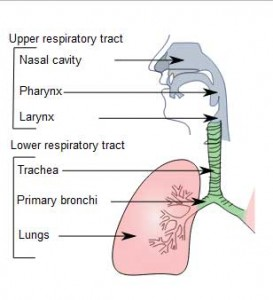 Upper respiratory tract
Nasal cavity
Pharynx
Larynx
Lower respiratory tract
Trachea
Primary bronchi
Lungs